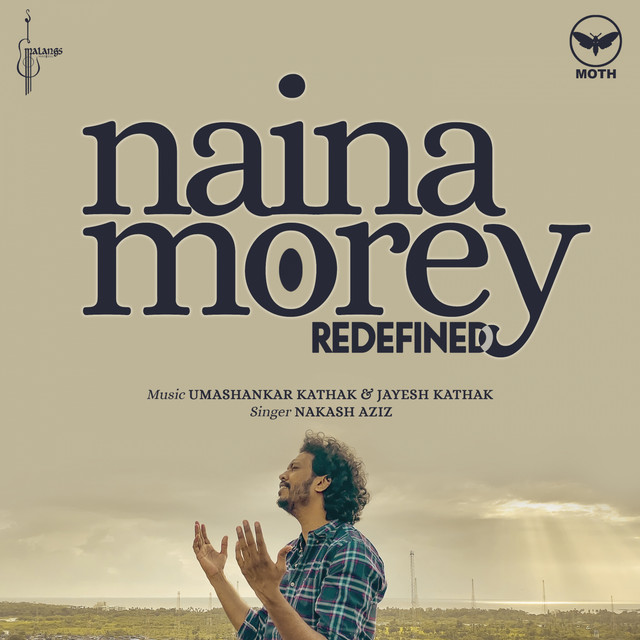 MALANGS
MOTH
naina
morey
REDEFINED
Music UMASHANKAR KATHAK & JAYESH KATHAK
Singer NAKASH AZIZ